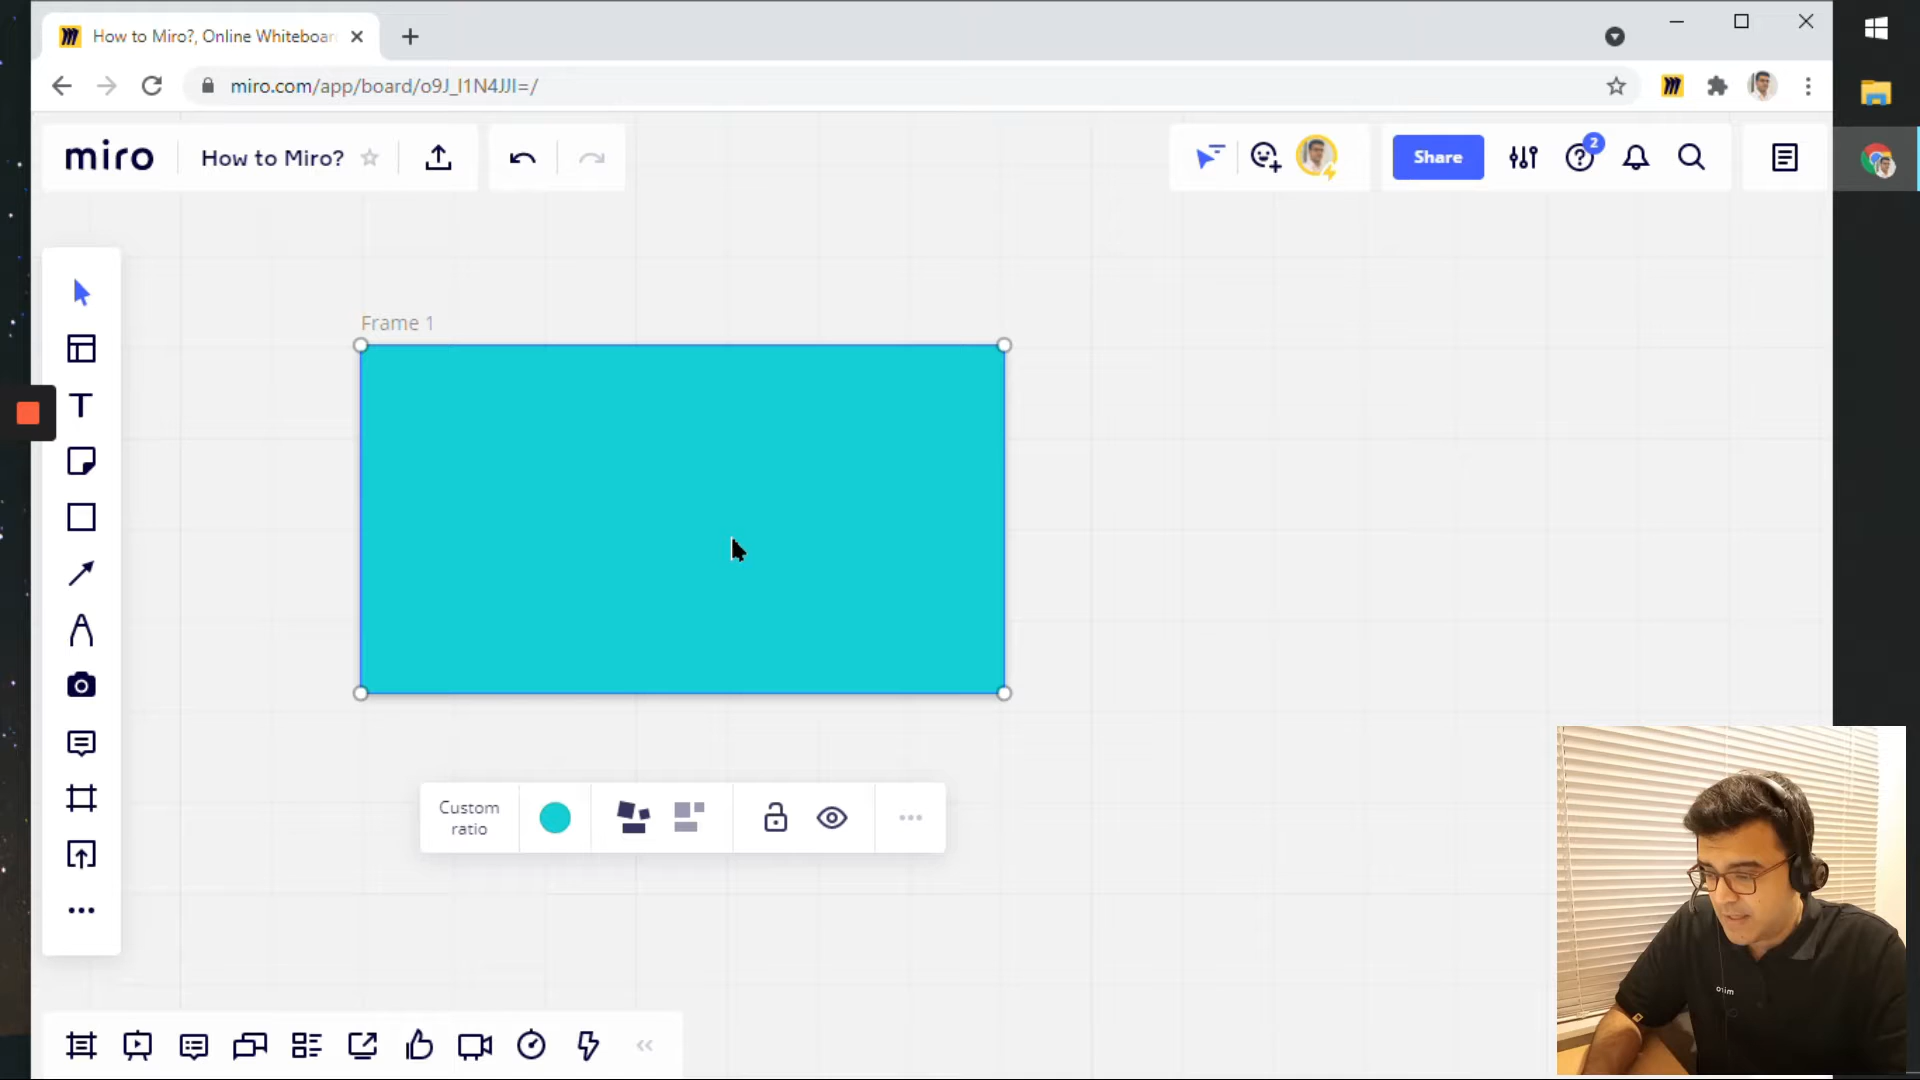 How to Miro?, Online Whiteboar
miro.com/app/board/o9J_l1N4JJI=/
miro
How to Miro?
Share
2
Frame 1
Custom
ratio
miro